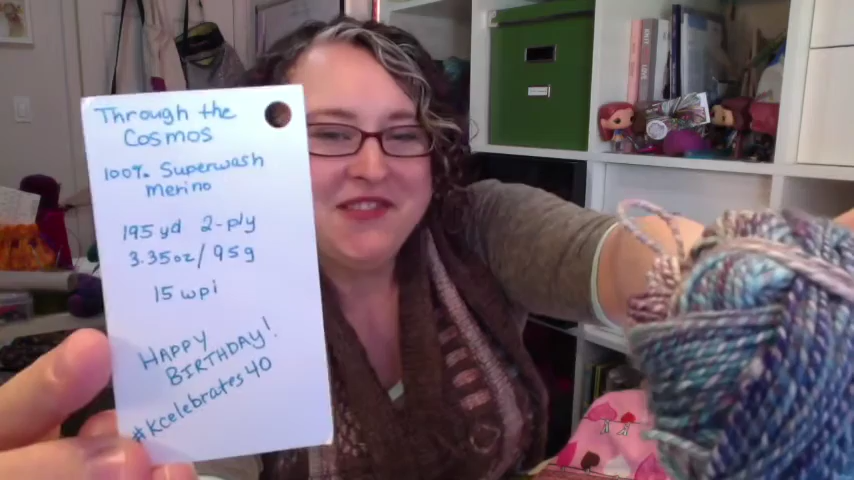 Through the
Cosmos
100% Superwash
merino
195 yd 2-ply
3.35oz/95g
15 wpi
HAPPY
BIRTHDAY!
#Kcelebrates40